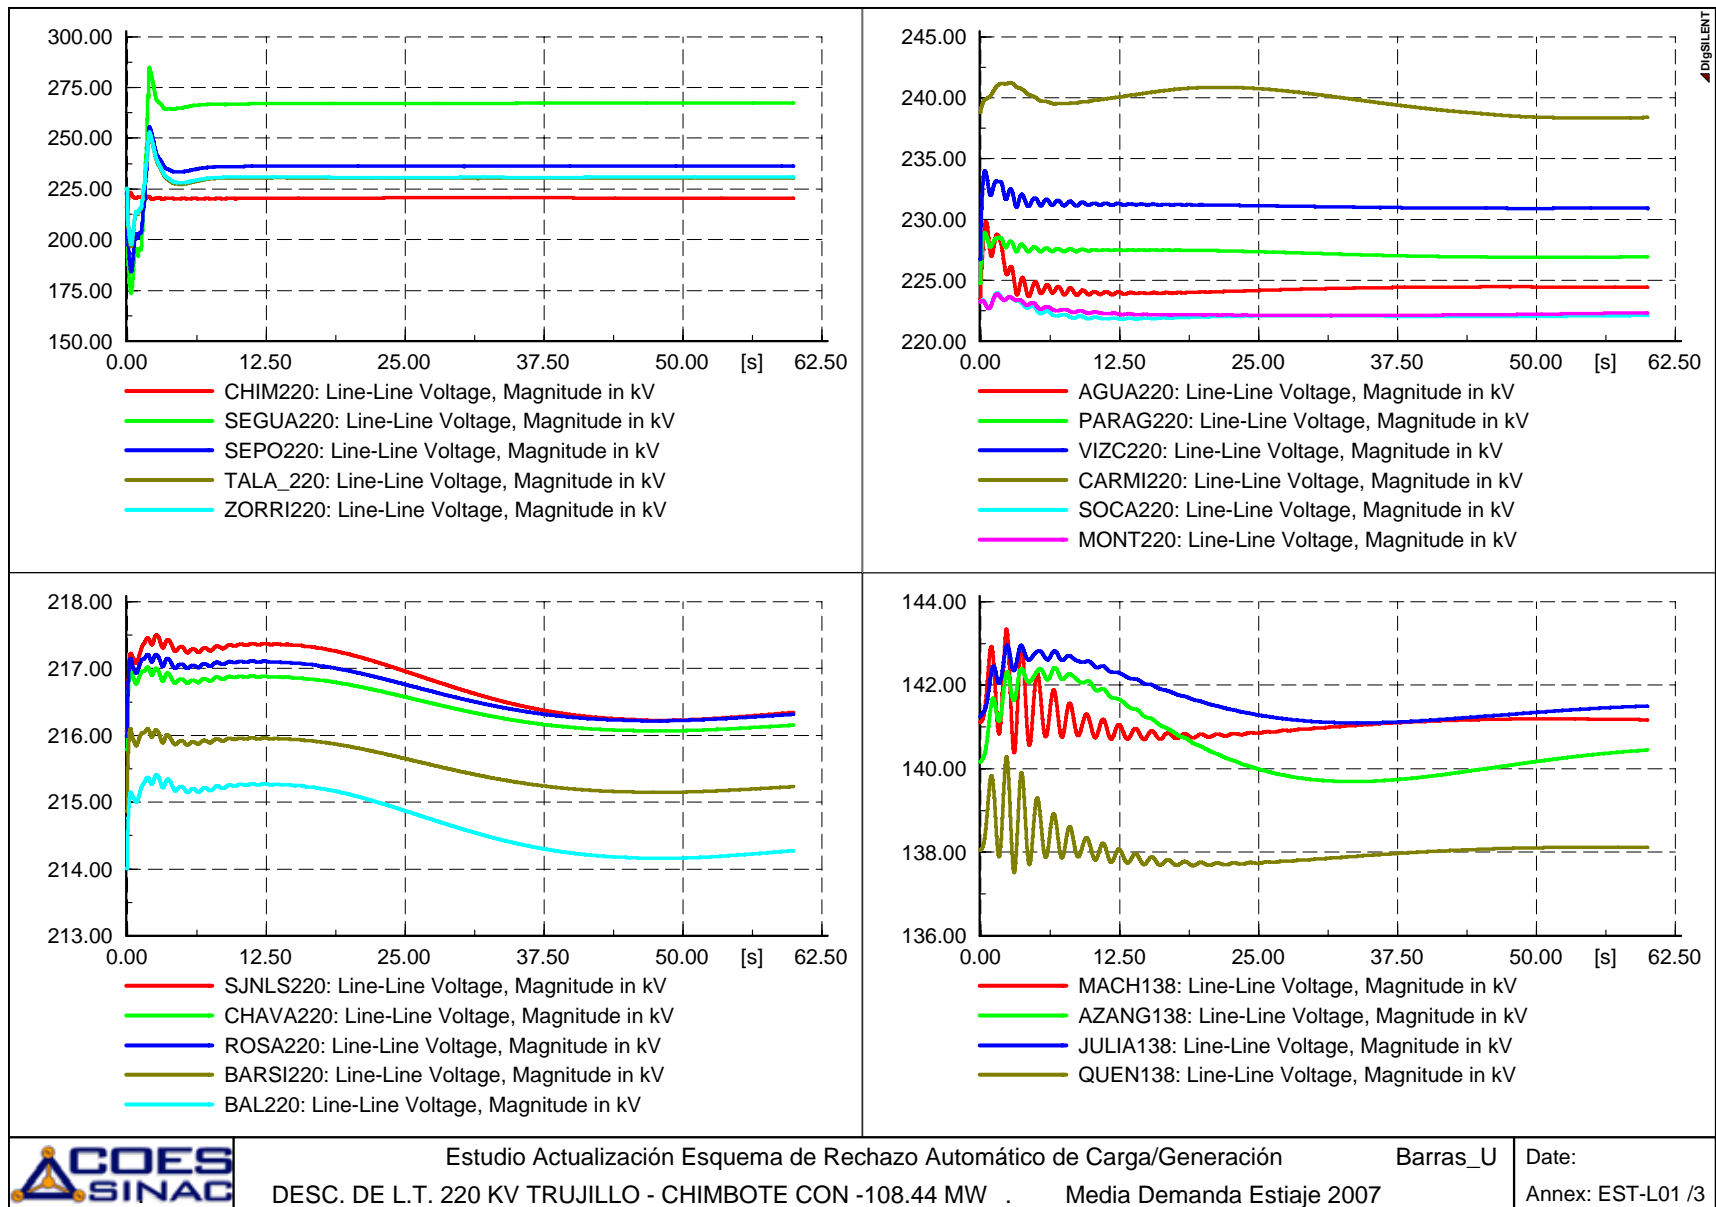 300.00
275.00
250.00
225.00
200.00
175.00
150.00
0.00 12.50 25.00 37.50 50.00 [s] 62.50
CHIM220: Line-Line Voltage, Magnitude in kV
SEGUA220: Line-Line Voltage, Magnitude in kV
SEPO220: Line-Line Voltage, Magnitude in kV
TALA_220: Line-Line Voltage, Magnitude in kV
ZORRI220: Line-Line Voltage, Magnitude in kV
245.00
240.00
235.00
230.00
225.00
220.00
0.00 12.50 25.00 37.50 50.00 [s] 62.50
AGUA220: Line-Line Voltage, Magnitude in kV
PARAG220: Line-Line Voltage, Magnitude in kV
VIZC220: Line-Line Voltage, Magnitude in kV
CARMI220: Line-Line Voltage, Magnitude in kV
SOCA220: Line-Line Voltage, Magnitude in kV
MONT220: Line-Line Voltage, Magnitude in kV
DIgSILENT
218.00
217.00
216.00
215.00
214.00
213.00
0.00 12.50 25.00 37.50 50.00 [s] 62.50
SJNLS220: Line-Line Voltage, Magnitude in kV
CHAVA220: Line-Line Voltage, Magnitude in kV
ROSA220: Line-Line Voltage, Magnitude in kV
BARSI220: Line-Line Voltage, Magnitude in kV
BAL220: Line-Line Voltage, Magnitude in kV
144.00
142.00
140.00
138.00
136.00
0.00 12.50 25.00 37.50 50.00 [s] 62.50
MACH138: Line-Line Voltage, Magnitude in kV
AZANG138: Line-Line Voltage, Magnitude in kV
JULIA138: Line-Line Voltage, Magnitude in kV
QUEN138: Line-Line Voltage, Magnitude in kV
COES
SINAC
Estudio Actualización Esquema de Rechazo Automático de Carga/Generación Barras_U
DESC. DE L.T. 220 KV TRUJILLO - CHIMBOTE CON -108.44 MW . Media Demanda Estiaje 2007
Date:
Annex: EST-L01 /3